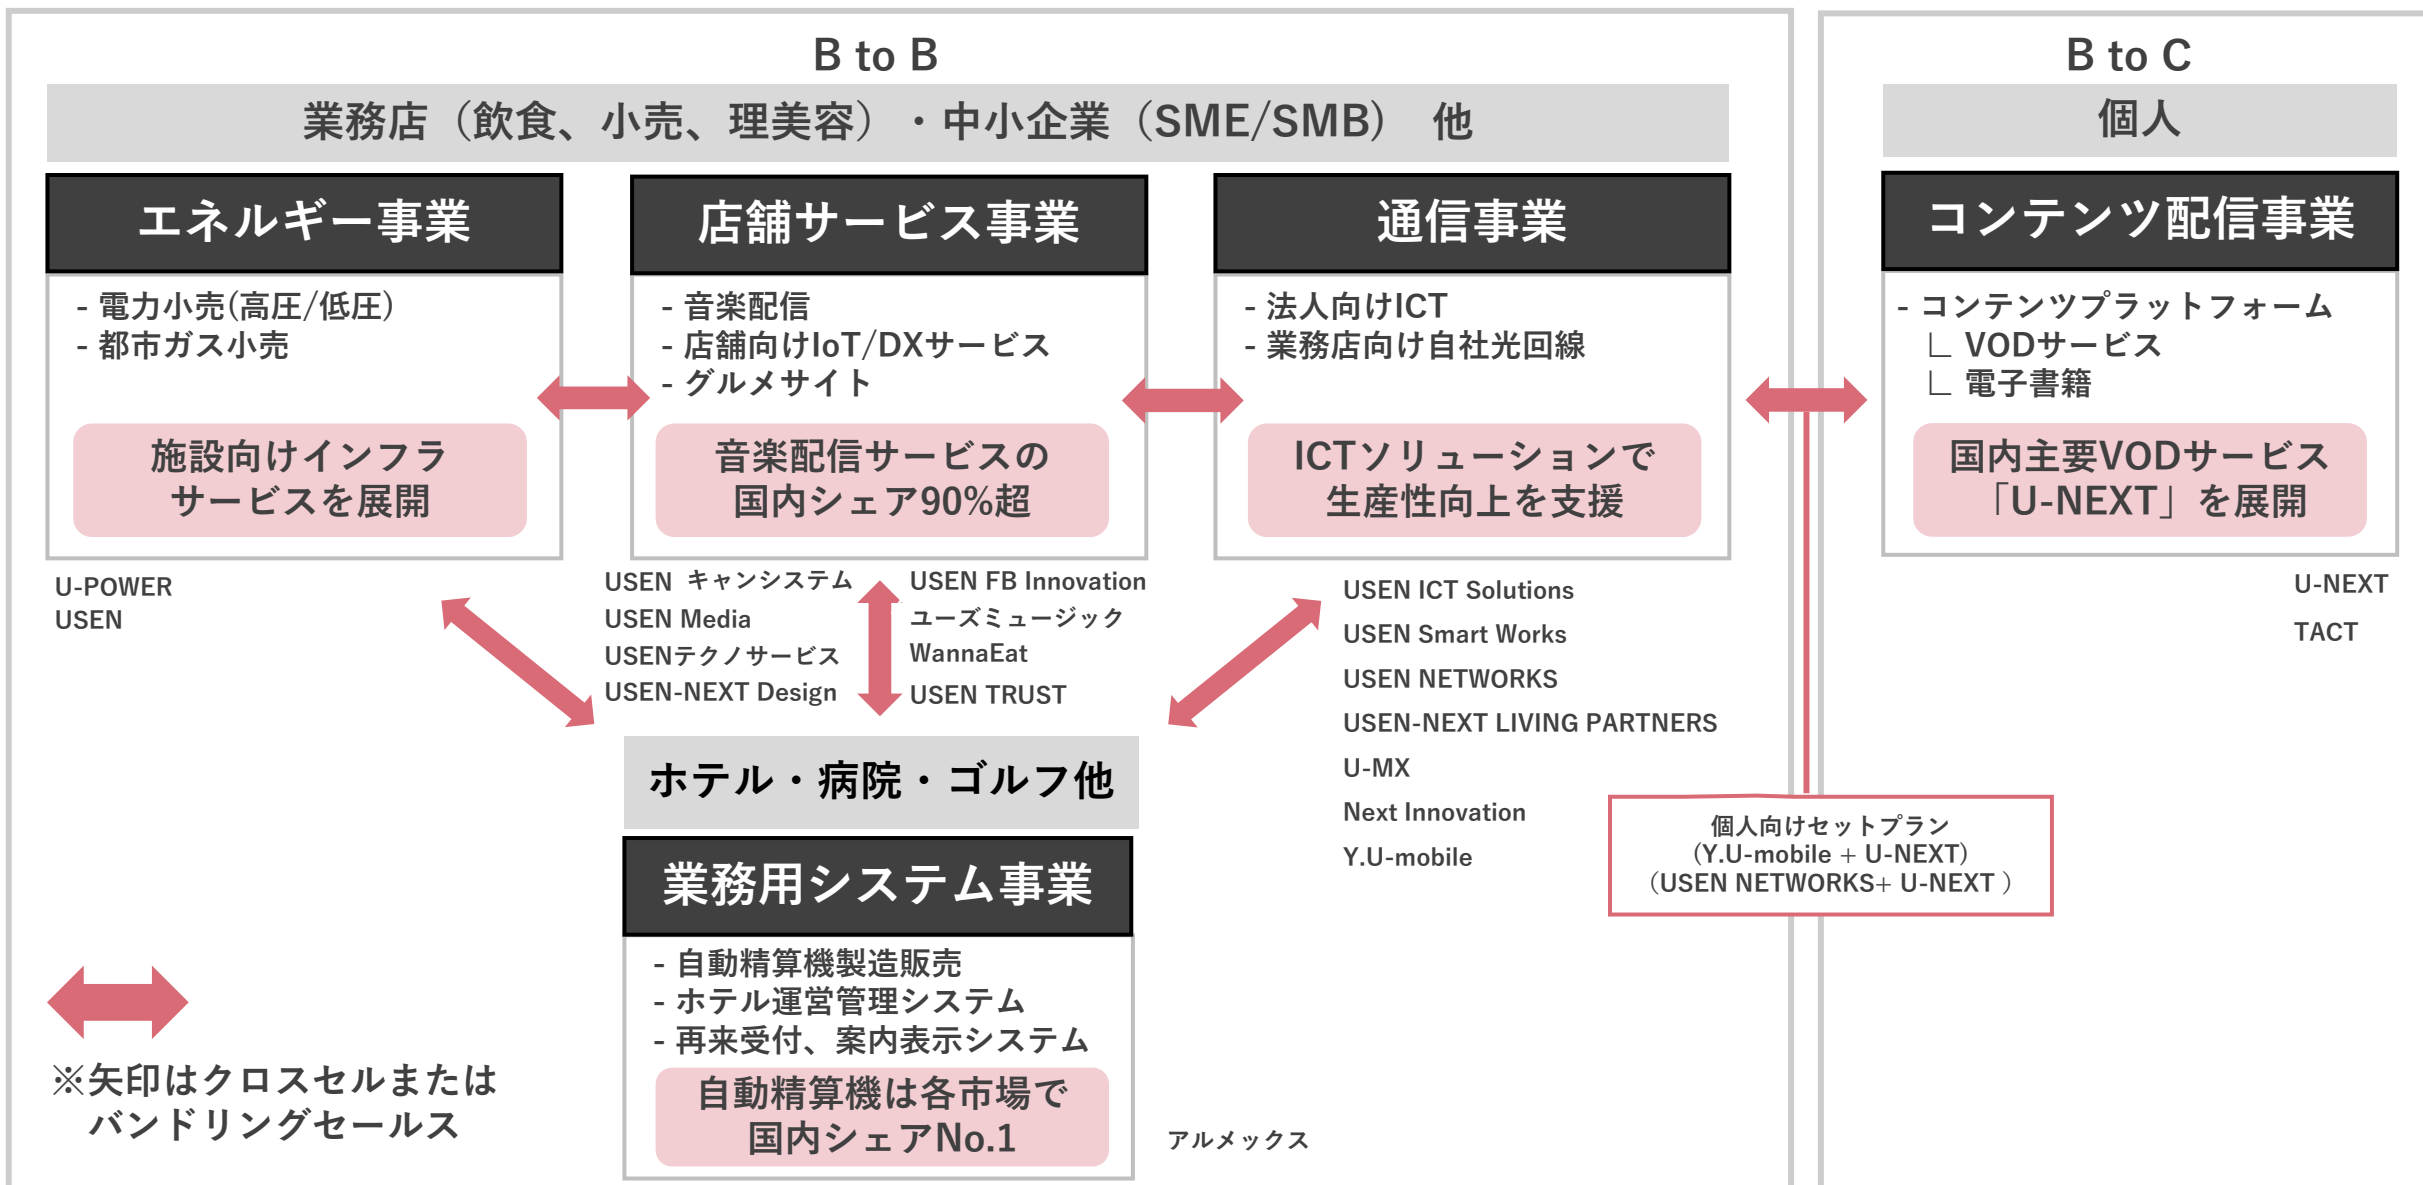 B to B
業務店（飲食、小売、理美容）・中小企業（SME/SMB） 他
エネルギー事業
- 電力小売(高圧/低圧)
- 都市ガス小売
施設向けインフラ
サービスを展開
U-POWER
USEN
店舗サービス事業
- 音楽配信
- 店舗向けIoT/DXサービス
- グルメサイト
音楽配信サービスの
国内シェア90%超
USEN キャンシステム
USEN Media
USENテクノサービス
USEN-NEXT Design
USEN FB Innovation
ユーズミュージック
WannaEat
USEN TRUST
通信事業
- 法人向けICT
- 業務店向け自社光回線
ICTソリューションで
生産性向上を支援
USEN ICT Solutions
USEN Smart Works
USEN NETWORKS
USEN-NEXT LIVING PARTNERS
U-MX
Next Innovation
Y.U-mobile
ホテル・病院・ゴルフ他
業務用システム事業
- 自動精算機製造販売
- ホテル運営管理システム
- 再来受付、案内表示システム
自動精算機は各市場で
国内シェアNo.1
アルメックス
※矢印はクロスセルまたは
バンドリングセールス
B to C
個人
コンテンツ配信事業
- コンテンツプラットフォーム
∟ VODサービス
∟ 電子書籍
国内主要VODサービス
「U-NEXT」を展開
U-NEXT
TACT
個人向けセットプラン
(Y.U-mobile + U-NEXT)
（USEN NETWORKS+ U-NEXT ）